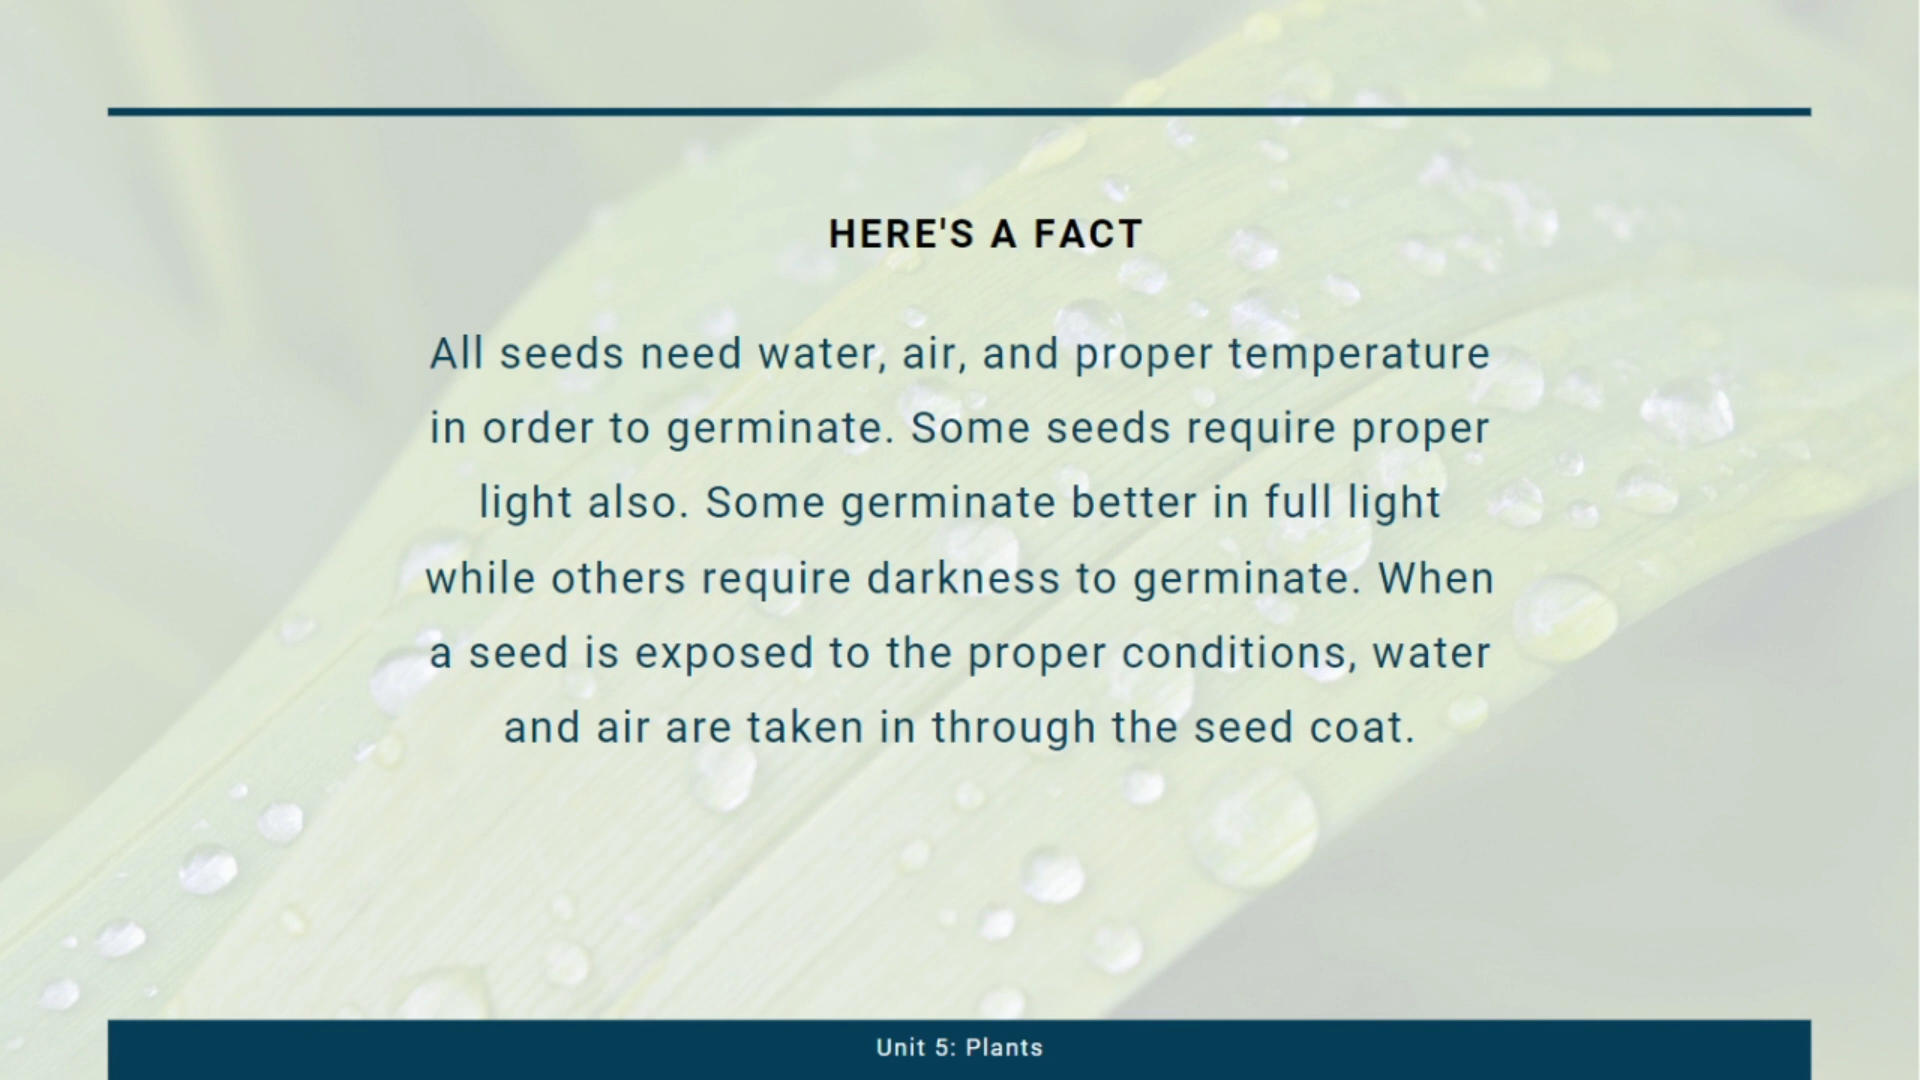 HERE'S A FACT
All seeds need water, air, and proper temperature
in order to germinate. Some seeds require proper
light also. Some germinate better in full light
while others require darkness to germinate. When
a seed is exposed to the proper conditions, water
and air are taken in through the seed coat.
Unit 5: Plants